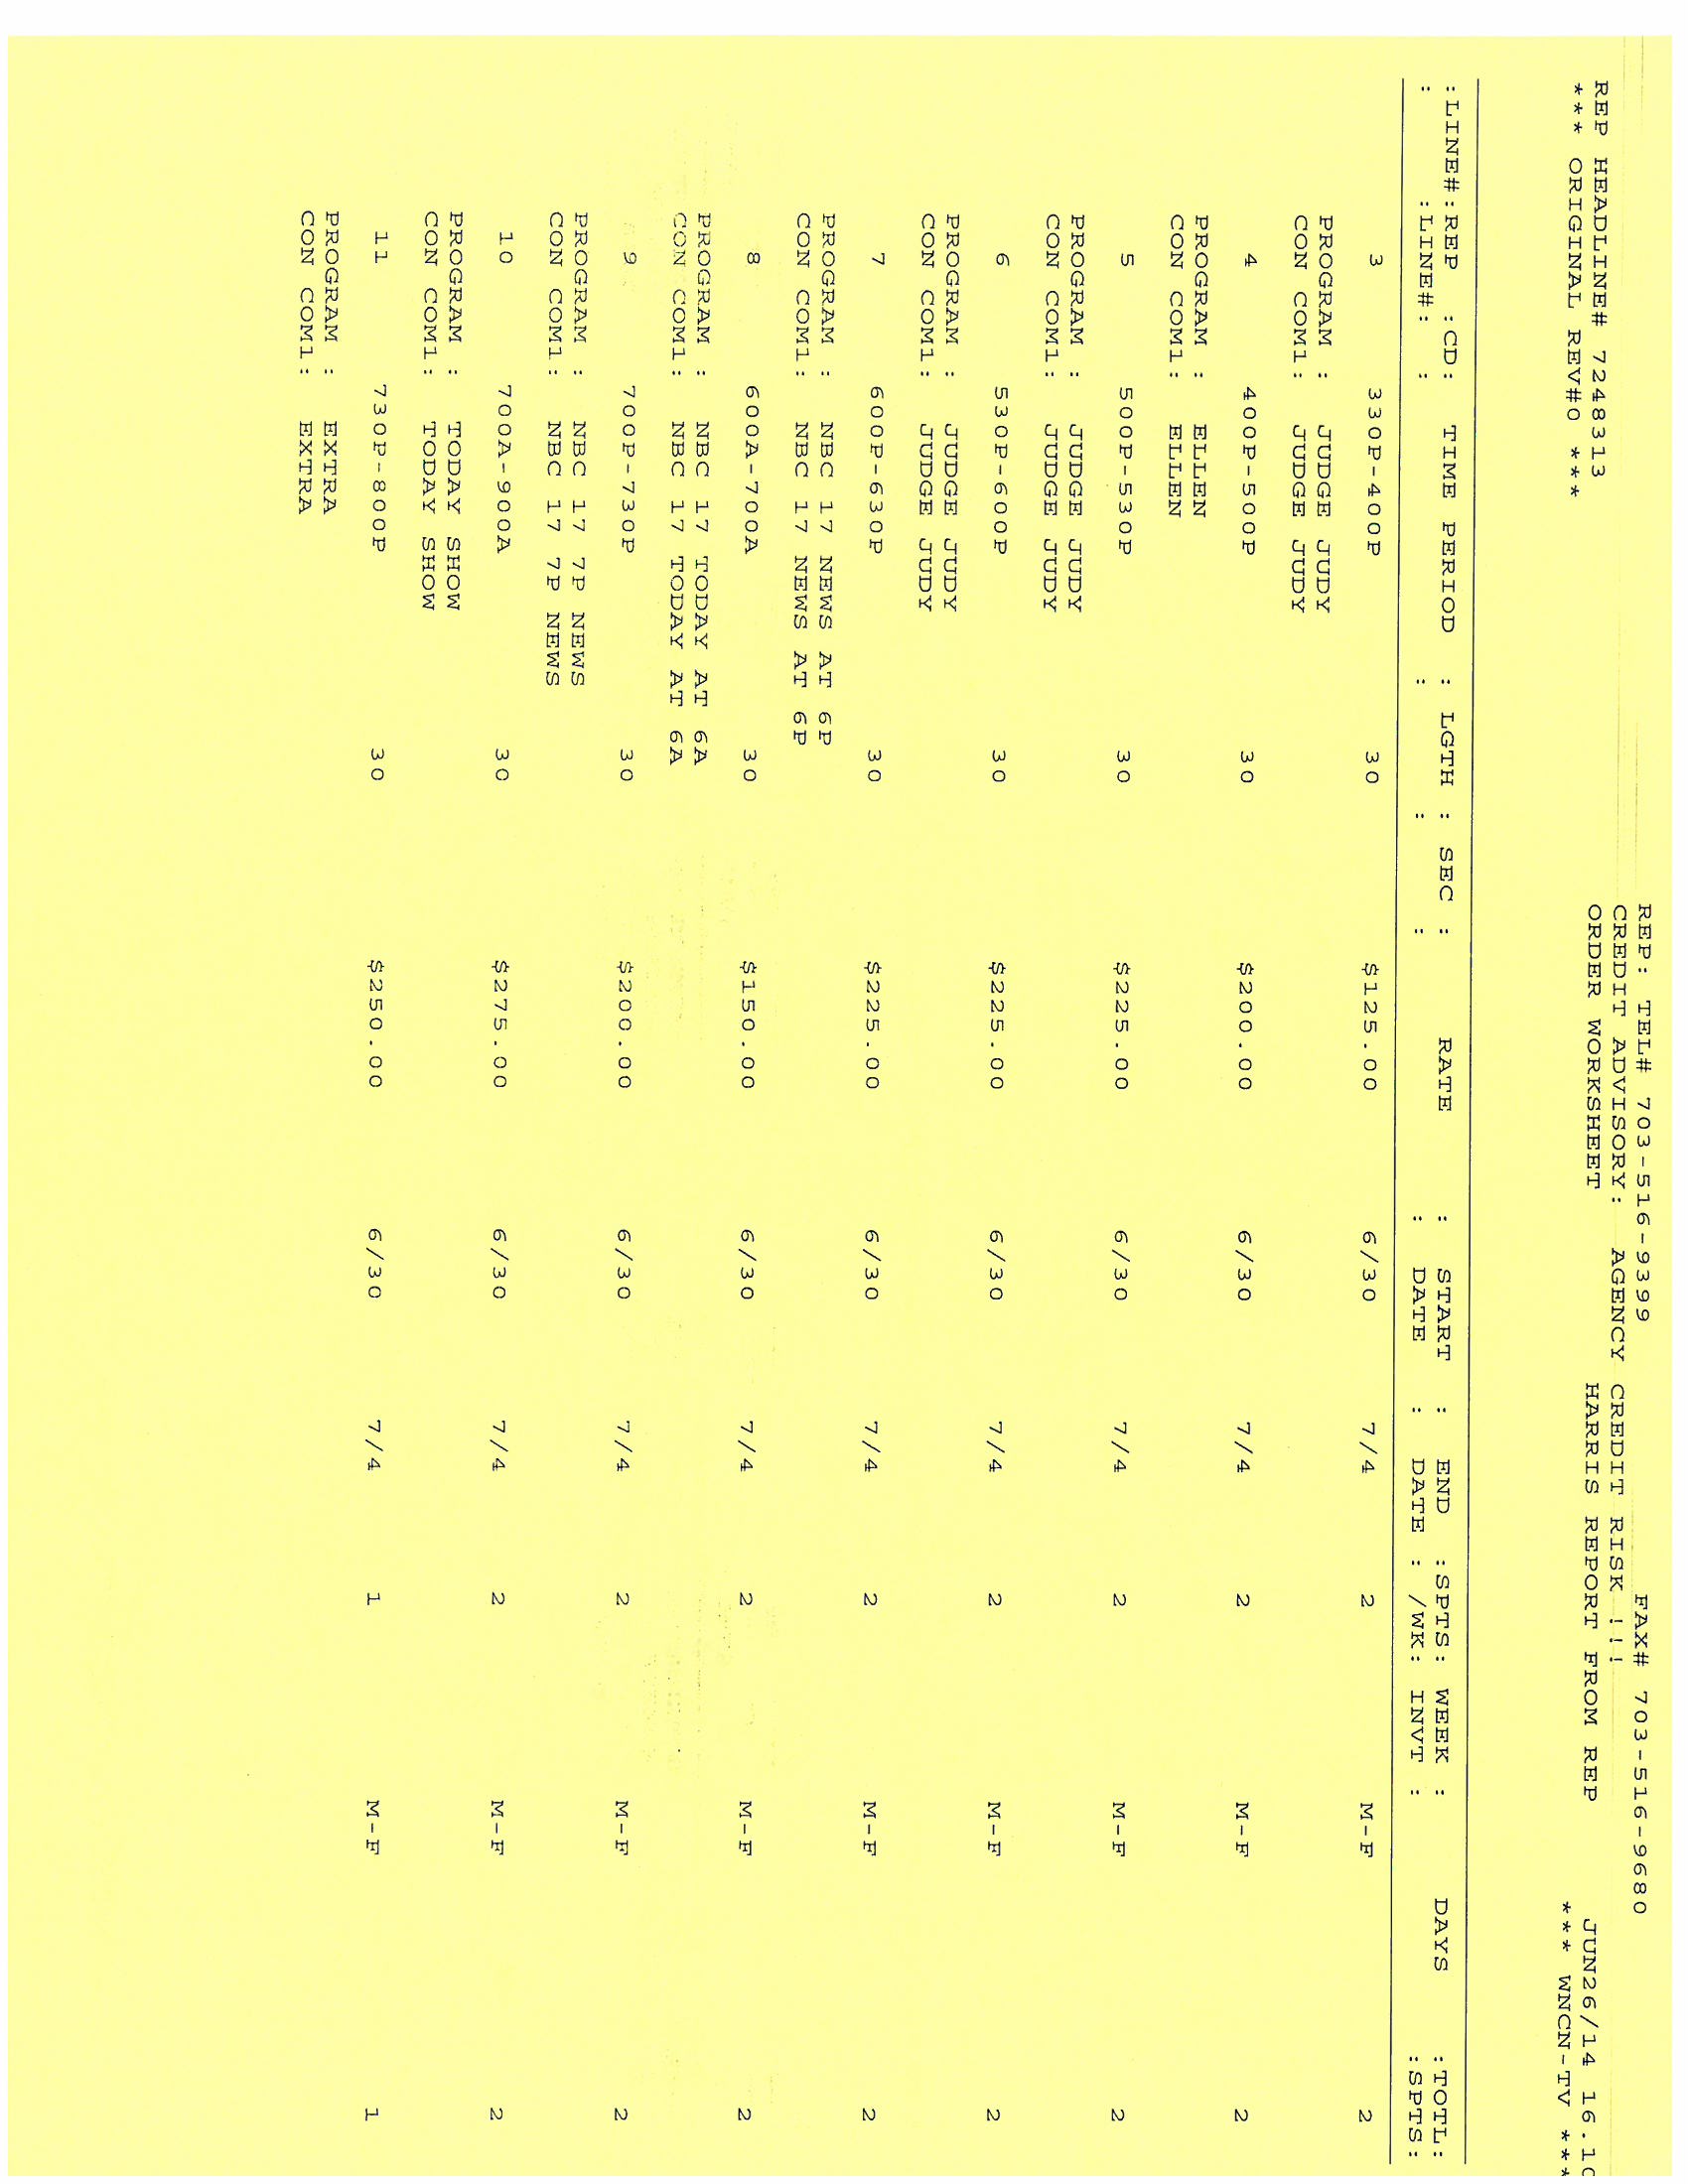 REP: TEL# 703-516-9399 FAX# 703-516-9680
CREDIT ADVISORY: AGENCY CREDIT RISK !!!
REP HEADLINE# 7248313 ORDER WORKSHEET HARRIS REPORT FROM REP JUN26/14 16.10
*** ORIGINAL REV#0 *** *** WNCN-TV ***
:LINE#:REP :CD: TIME PERIOD : LGTH : SEC : RATE : START : END :SPTS: WEEK : DAYS :TOTL:
: :LINE#: : : : : DATE : DATE : /WK: INVT : :SPTS:
3 330P-400P 30 $125.00 6/30 7/4 2 M-F 2
PROGRAM : JUDGE JUDY
CON COM1: JUDGE JUDY
4 400P-500P 30 $200.00 6/30 7/4 2 M-F 2
PROGRAM : ELLEN
CON COM1: ELLEN
5 500P-530P 30 $225.00 6/30 7/4 2 M-F 2
PROGRAM : JUDGE JUDY
CON COM1: JUDGE JUDY
6 530P-600P 30 $225.00 6/30 7/4 2 M-F 2
PROGRAM : JUDGE JUDY
CON COM1: JUDGE JUDY
7 600P-630P 30 $225.00 6/30 7/4 2 M-F 2
PROGRAM : NBC 17 NEWS AT 6P
CON COM1: NBC 17 NEWS AT 6P
8 600A-700A 30 $150.00 6/30 7/4 2 M-F 2
PROGRAM : NBC 17 TODAY AT 6A
CON COM1: NBC 17 TODAY AT 6A
9 700P-730P 30 $200.00 6/30 7/4 2 M-F 2
PROGRAM : NBC 17 7P NEWS
CON COM1: NBC 17 7P NEWS
10 700A-900A 30 $275.00 6/30 7/4 2 M-F 2
PROGRAM : TODAY SHOW
CON COM1: TODAY SHOW
11 730P-800P 30 $250.00 6/30 7/4 1 M-F 1
PROGRAM : EXTRA
CON COM1: EXTRA